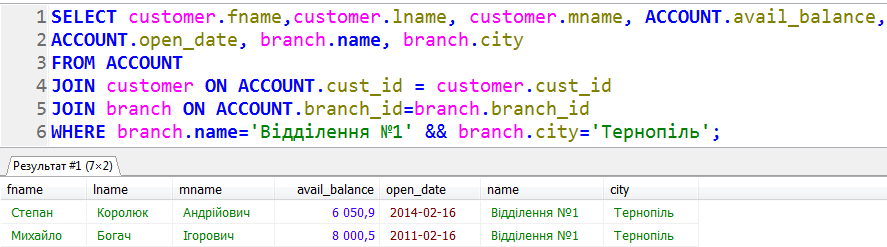 1 SELECT customer.fname,customer.lname, customer.mname, ACCOUNT.avail_balance,
2 ACCOUNT.open_date, branch.name, branch.city
3 FROM ACCOUNT
4 JOIN customer ON ACCOUNT.cust_id = customer.cust_id
5 JOIN branch ON ACCOUNT.branch_id=branch.branch_id
6 WHERE branch.name='Відділення №1' && branch.city='Тернопіль';
Результат #1 (7×2)
fname lname mname avail_balance open_date name city
Степан Королюк Андрійович 6 050,9 2014-02-16 Відділення №1 Тернопіль
Михайло Богач Ігорович 8 000,5 2011-02-16 Відділення №1 Тернопіль